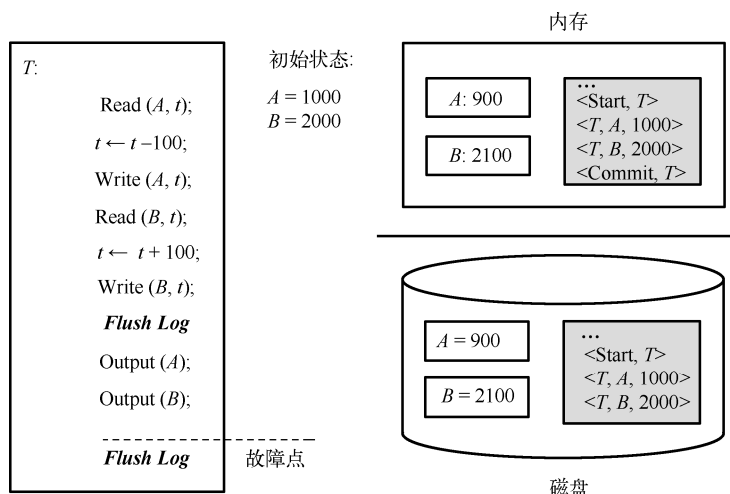 T:
Read (A, t);
t ← t –100;
Write (A, t);
Read (B, t);
t ← t + 100;
Write (B, t);
Flush Log
Output (A);
Output (B);
Flush Log
故障点
初始状态:
A = 1000
B = 2000
内存
A: 900
B: 2100
...
<Start, T>
<T, A, 1000>
<T, B, 2000>
<Commit, T>
A = 900
B = 2100
...
<Start, T>
<T, A, 1000>
<T, B, 2000>
磁盘